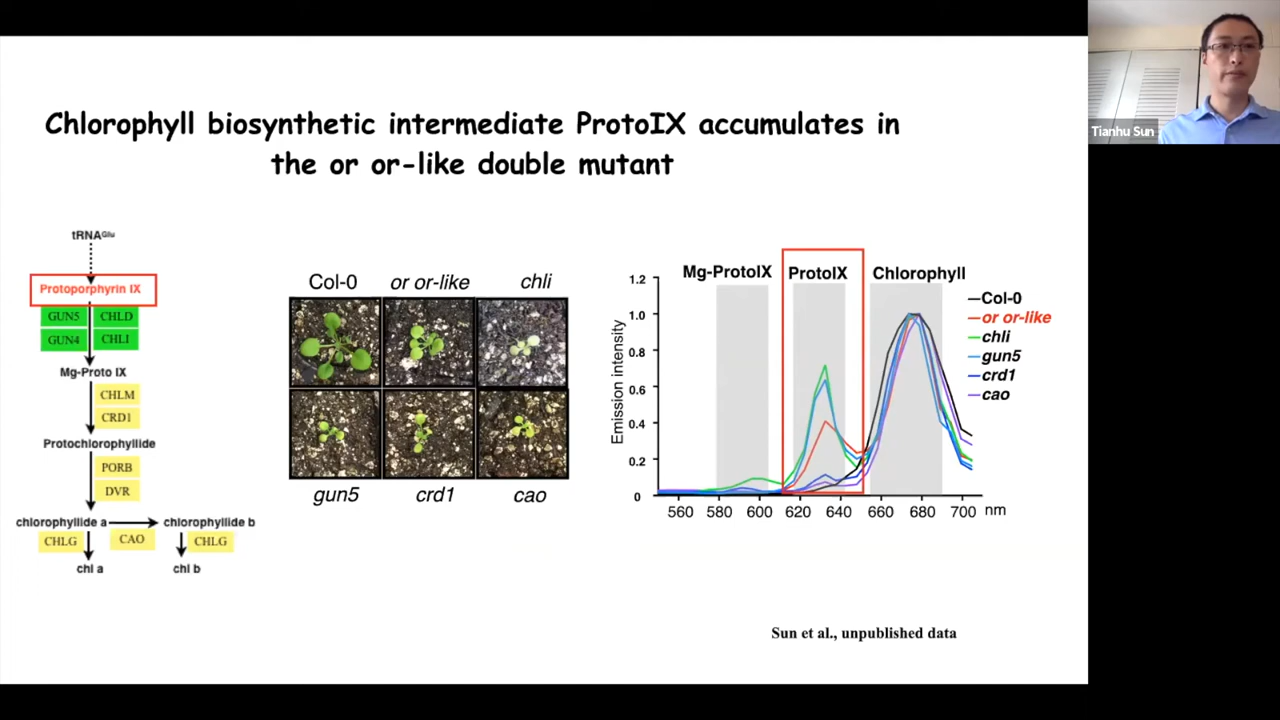 Chlorophyll biosynthetic intermediate ProtoIX accumulates in
the or or-like double mutant
tRNAGlu
Protoporphyrin IX
GUN5 CHLD
GUN4 CHLI
Mg-Proto IX
CHLM
CRD1
Protochlorophyllide
PORB
DVR
chlorophyllide a chlorophyllide b
CHLG CAO CHLG
chl a chl b
Col-0 or or-like chli
gun5 crd1 cao
Mg-ProtoIX ProtoIX Chlorophyll
Emission intensity
1.2
1.0
0.8
0.6
0.4
0.2
0
560 580 600 620 640 660 680 700 nm
Col-0
or or-like
chli
gun5
crd1
cao
Sun et al., unpublished data
Tianhu Sun